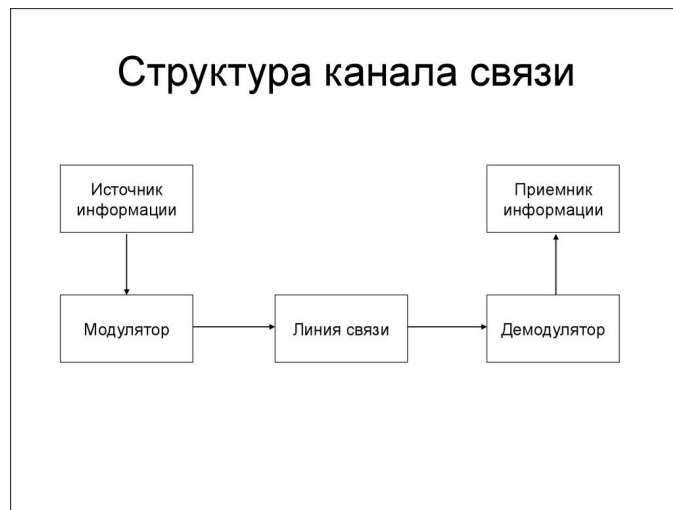 Структура канала связи
Источник
информации
Приемник
информации
Модулятор
Линия связи
Демодулятор